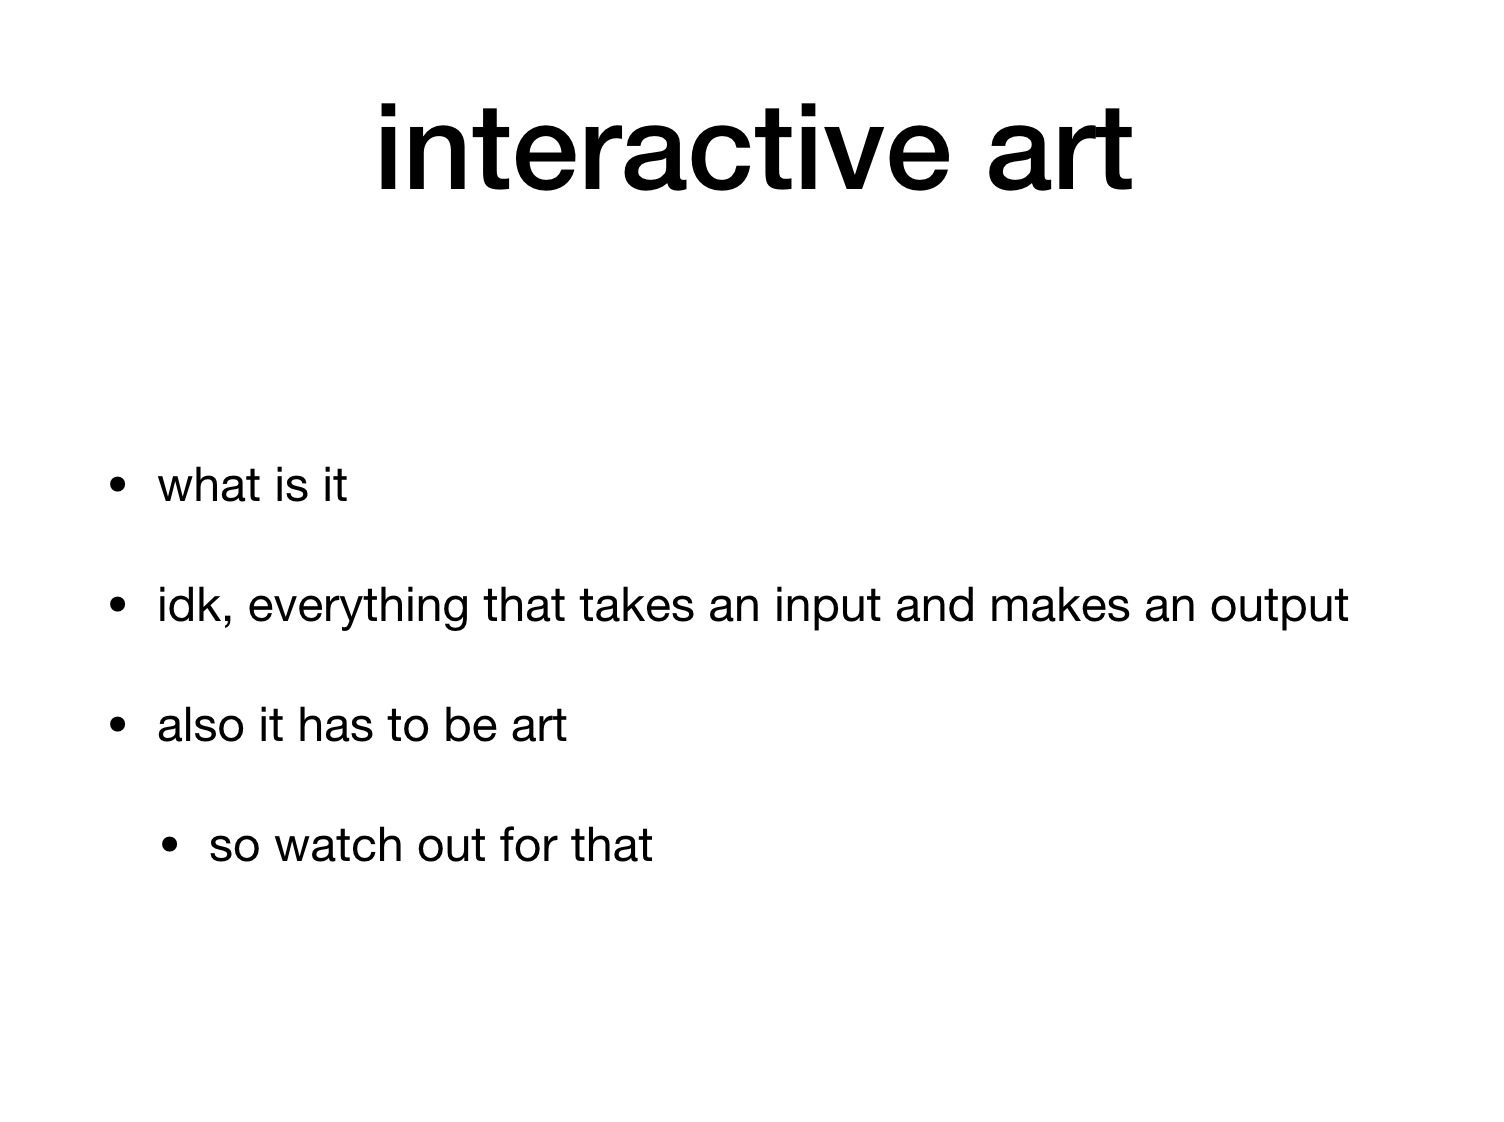 interactive art
• what is it
• idk, everything that takes an input and makes an output
• also it has to be art
• so watch out for that